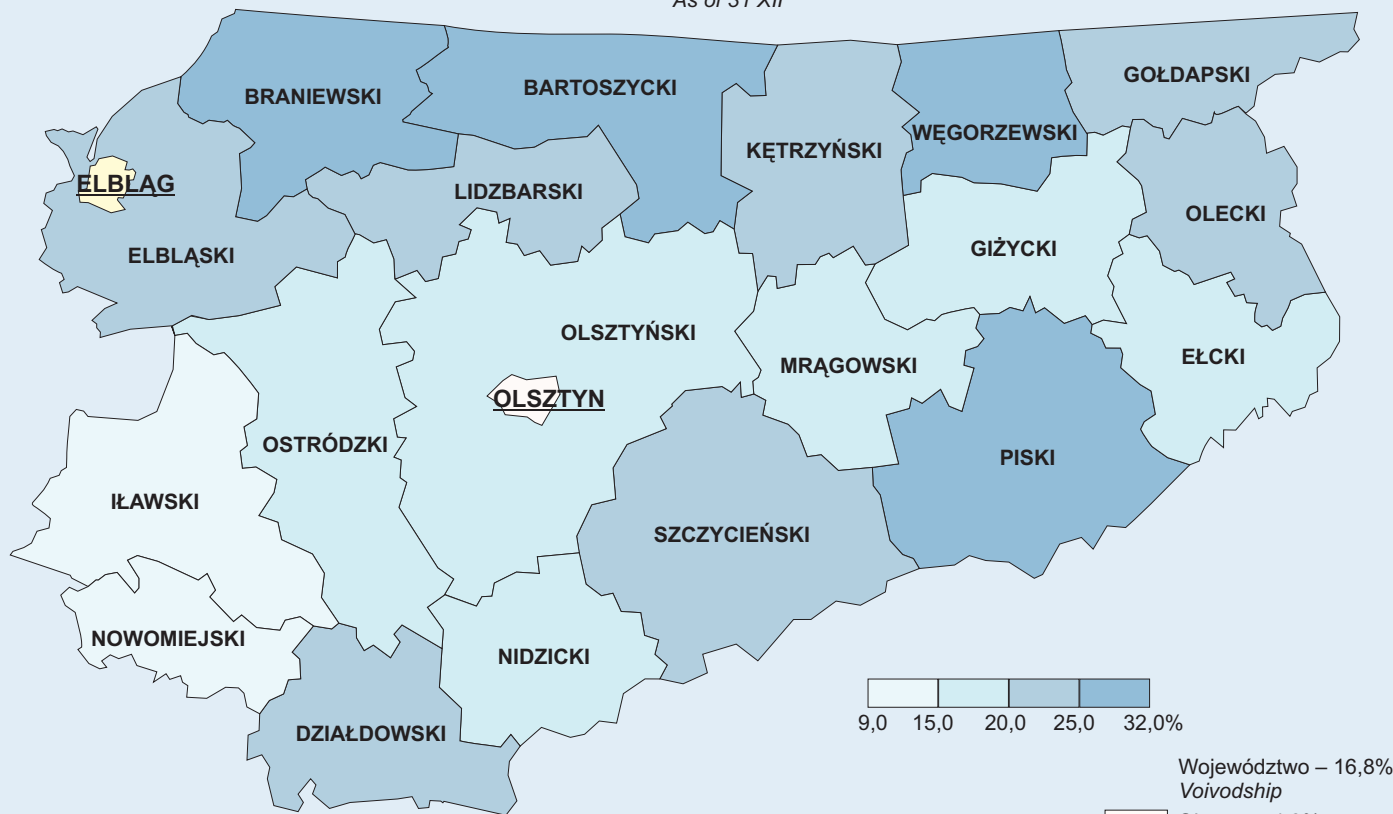 As of 31 XII
GOŁDAPSKI
BRANIEWSKI
BARTOSZYCKI
WĘGORZEWSKI
KĘTRZYŃSKI
ELBLĄG
LIDZBARSKI
OLECKI
ELBLĄSKI
GIŻYCKI
OLSZTYŃSKI
MRĄGOWSKI
EŁCKI
OLSZTYN
OSTRÓDZKI
PISKI
IŁAWSKI
SZCZYCIEŃSKI
NOWOMIEJSKI
NIDZICKI
DZIAŁDOWSKI
9,0 15,0 20,0 25,0 32,0%
Województwo – 16,8%
Voivodship